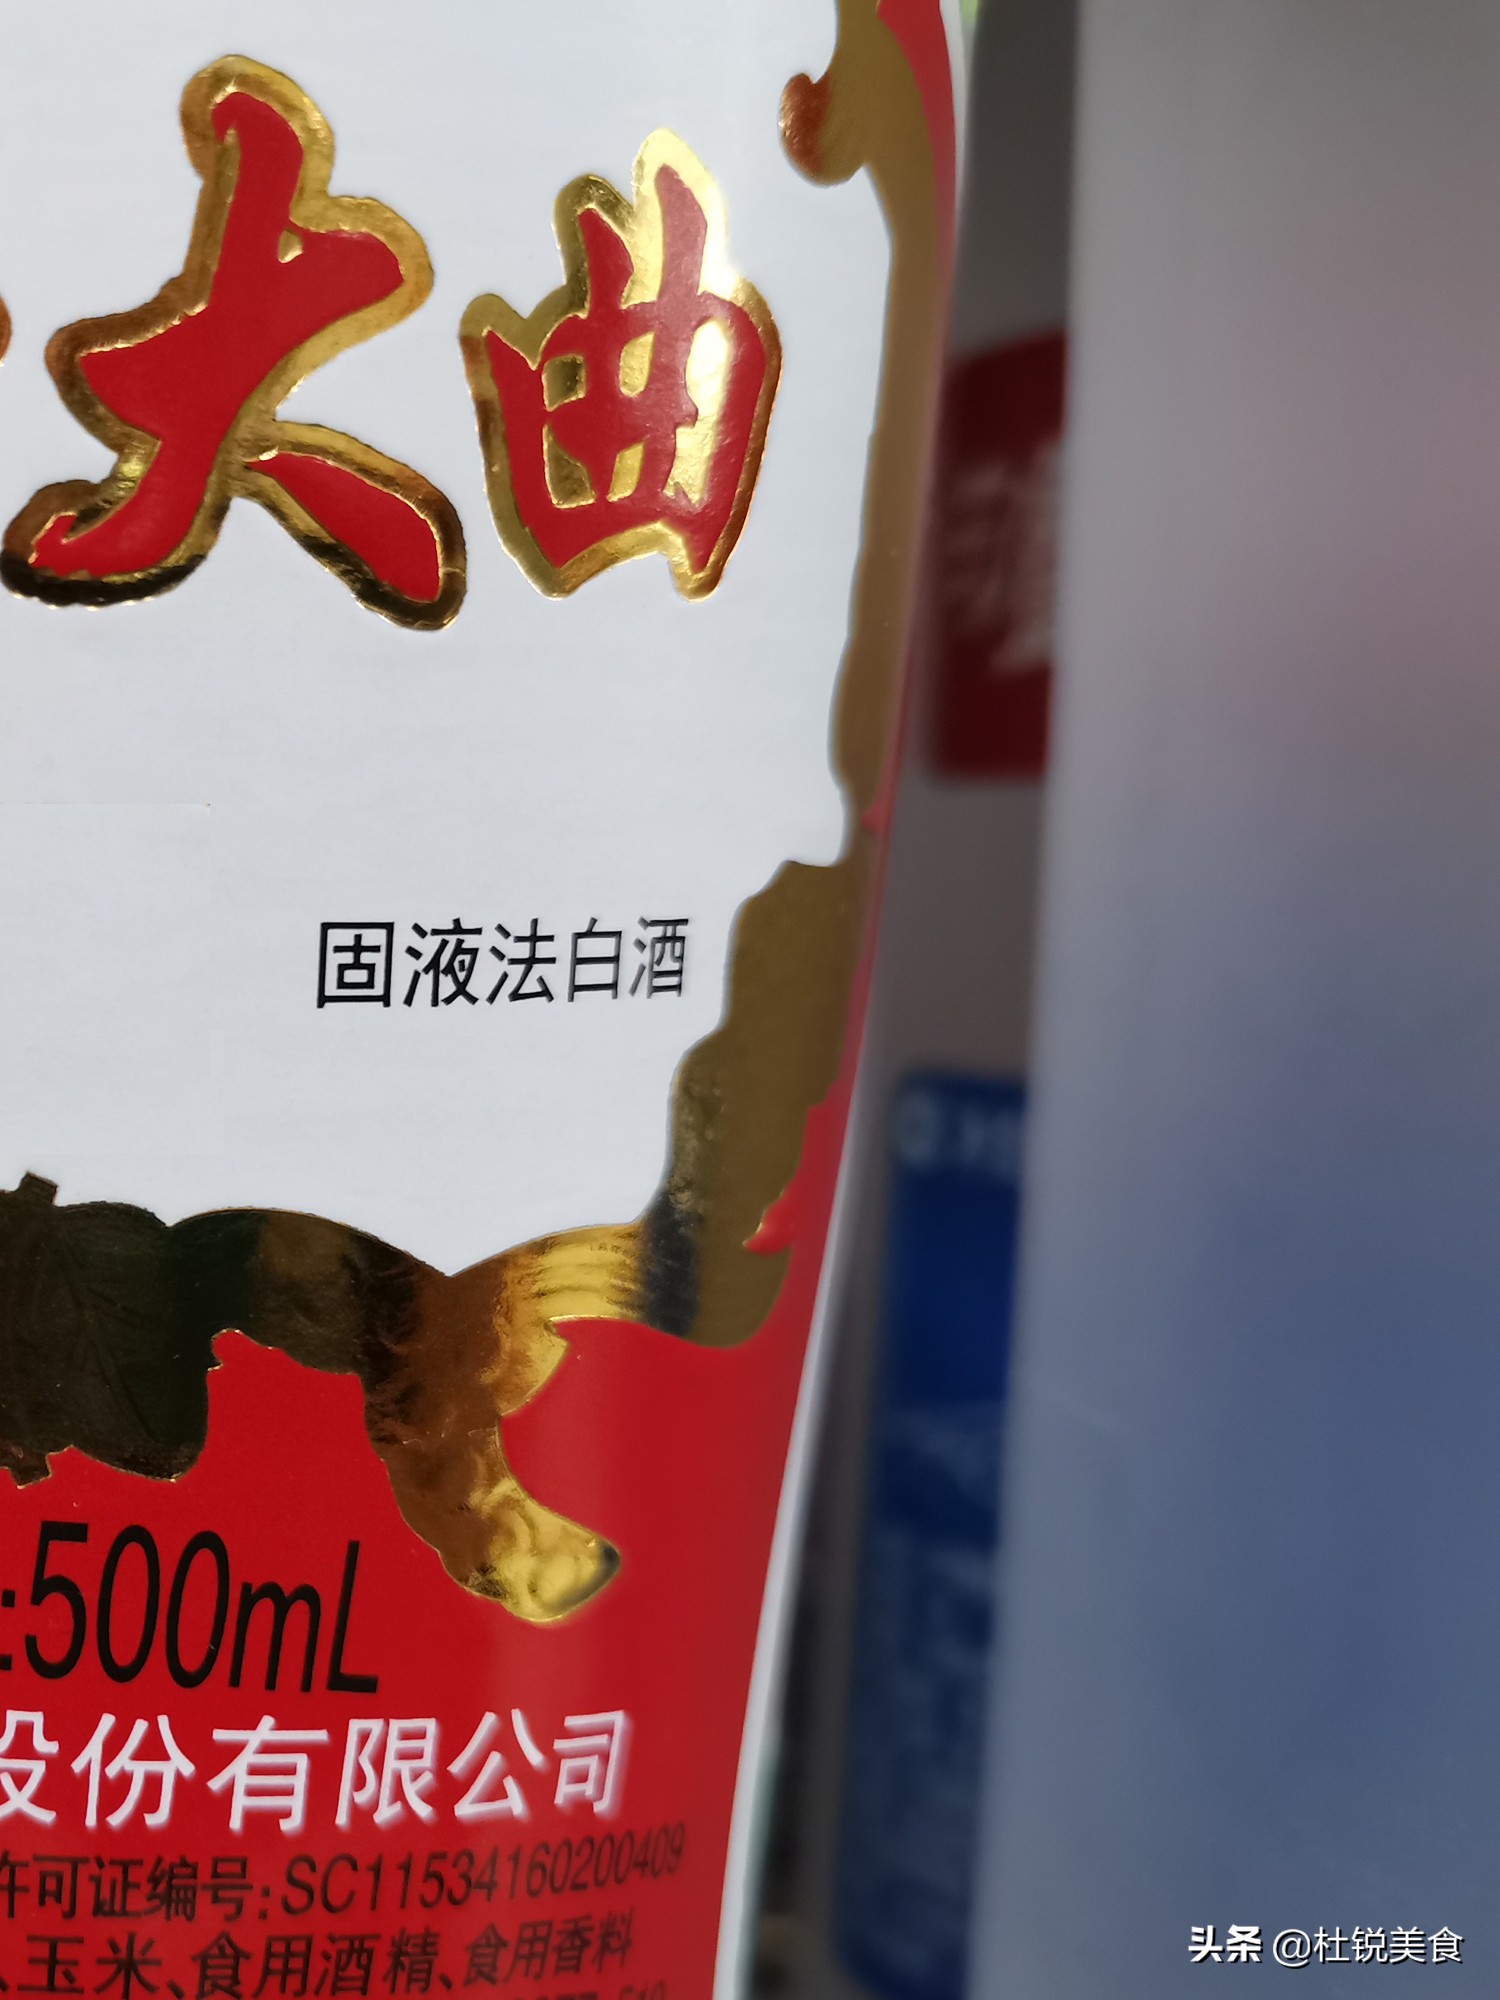 大曲
固液法白酒
:500mL
股份有限公司
许可证编号:SC11534160200409
、玉米、食用酒精、食用香料
头条 @杜锐美食